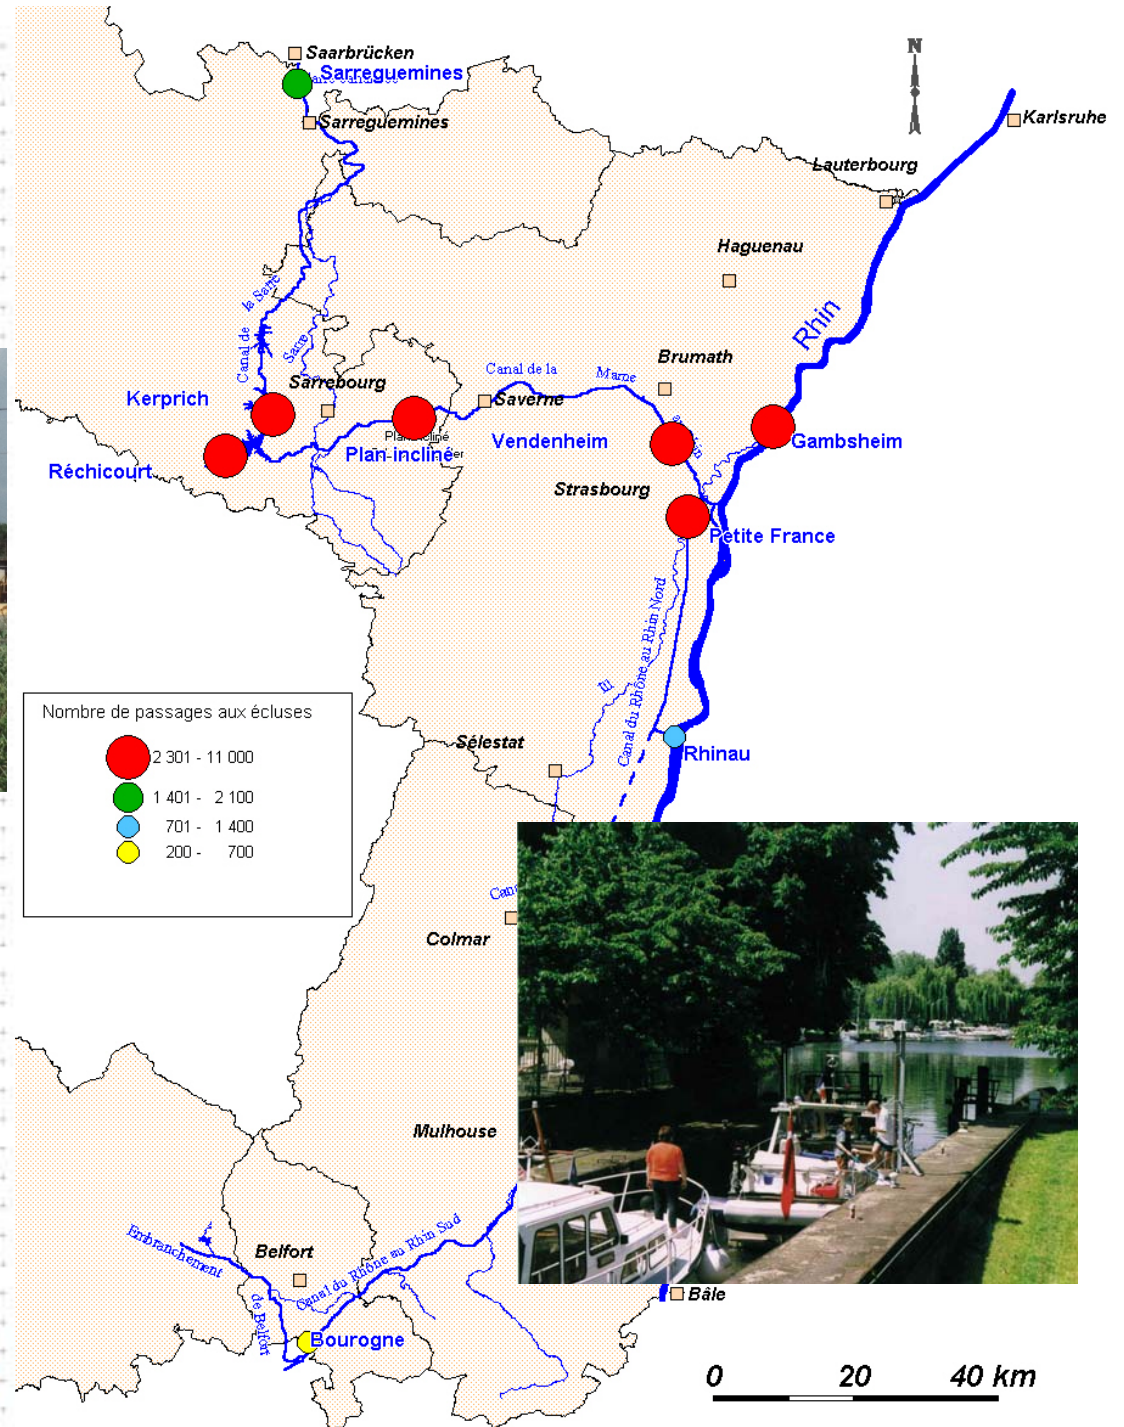 N
Saarbrücken
Sarreguemines
Sarreguemines
Karlsruhe
Lauterbourg
Haguenau
Rhin
la Sarre
Canal de
Sarre
Brumath
Canal de la
Marne
Sarrebourg
Saverne
Kerprich
Plan incliné
Plan-incliné
Vendenheim
Gambsheim
Réchicourt
Strasbourg
Petite France
Canal du Rhône au Rhin Nord
Ill
Nombre de passages aux écluses
2 301 - 11 000
1 401 - 2 100
701 - 1 400
200 - 700
Sélestat
Rhinau
Colmar
Mulhouse
Embranchement
de Belfort
Belfort
Canal du Rhône au Rhin Sud
Bourogne
Bâle
0 20 40 km